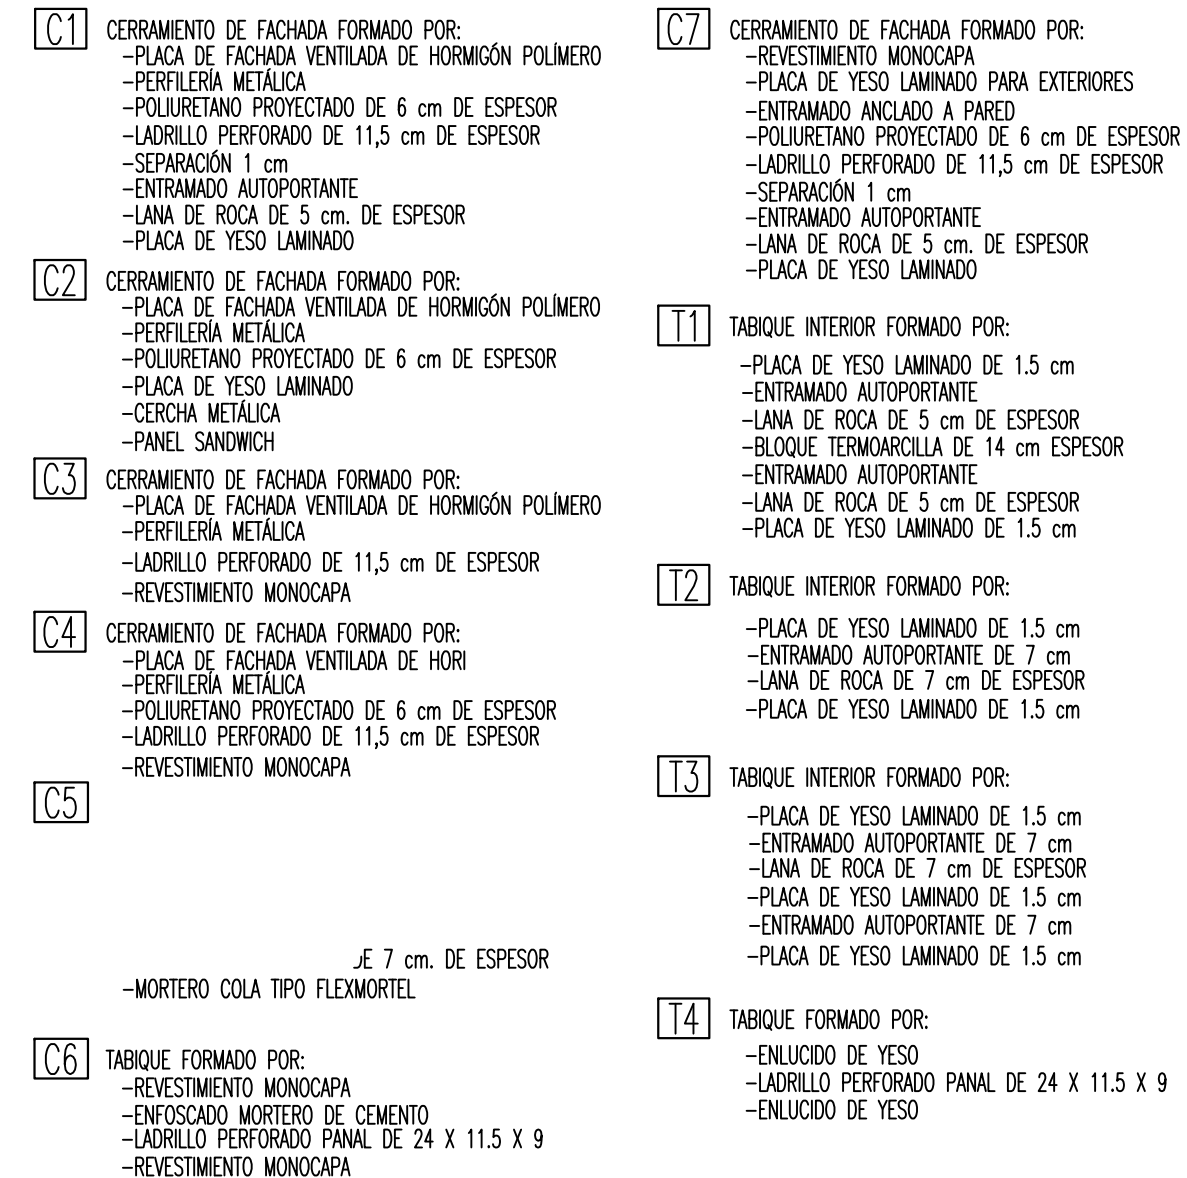 C1 CERRAMIENTO DE FACHADA FORMADO POR:
-PLACA DE FACHADA VENTILADA DE HORMIGÓN POLÍMERO
-PERFILERÍA METÁLICA
-POLIURETANO PROYECTADO DE 6 cm DE ESPESOR
-LADRILLO PERFORADO DE 11,5 cm DE ESPESOR
-SEPARACIÓN 1 cm
-ENTRAMADO AUTOPORTANTE
-LANA DE ROCA DE 5 cm. DE ESPESOR
-PLACA DE YESO LAMINADO
C2 CERRAMIENTO DE FACHADA FORMADO POR:
-PLACA DE FACHADA VENTILADA DE HORMIGÓN POLÍMERO
-PERFILERÍA METÁLICA
-POLIURETANO PROYECTADO DE 6 cm DE ESPESOR
-PLACA DE YESO LAMINADO
-CERCHA METÁLICA
-PANEL SANDWICH
C3 CERRAMIENTO DE FACHADA FORMADO POR:
-PLACA DE FACHADA VENTILADA DE HORMIGÓN POLÍMERO
-PERFILERÍA METÁLICA
-LADRILLO PERFORADO DE 11,5 cm DE ESPESOR
-REVESTIMIENTO MONOCAPA
C4 CERRAMIENTO DE FACHADA FORMADO POR:
-PLACA DE FACHADA VENTILADA DE HORI
-PERFILERÍA METÁLICA
-POLIURETANO PROYECTADO DE 6 cm DE ESPESOR
-LADRILLO PERFORADO DE 11,5 cm DE ESPESOR
-REVESTIMIENTO MONOCAPA
C5
7 cm. DE ESPESOR
-MORTERO COLA TIPO FLEXMORTEL
C6 TABIQUE FORMADO POR:
-REVESTIMIENTO MONOCAPA
-ENFOSCADO MORTERO DE CEMENTO
-LADRILLO PERFORADO PANAL DE 24 X 11.5 X 9
-REVESTIMIENTO MONOCAPA
C7 CERRAMIENTO DE FACHADA FORMADO POR:
-REVESTIMIENTO MONOCAPA
-PLACA DE YESO LAMINADO PARA EXTERIORES
-ENTRAMADO ANCLADO A PARED
-POLIURETANO PROYECTADO DE 6 cm DE ESPESOR
-LADRILLO PERFORADO DE 11,5 cm DE ESPESOR
-SEPARACIÓN 1 cm
-ENTRAMADO AUTOPORTANTE
-LANA DE ROCA DE 5 cm. DE ESPESOR
-PLACA DE YESO LAMINADO
T1 TABIQUE INTERIOR FORMADO POR:
-PLACA DE YESO LAMINADO DE 1.5 cm
-ENTRAMADO AUTOPORTANTE
-LANA DE ROCA DE 5 cm DE ESPESOR
-BLOQUE TERMOARCILLA DE 14 cm ESPESOR
-ENTRAMADO AUTOPORTANTE
-LANA DE ROCA DE 5 cm DE ESPESOR
-PLACA DE YESO LAMINADO DE 1.5 cm
T2 TABIQUE INTERIOR FORMADO POR:
-PLACA DE YESO LAMINADO DE 1.5 cm
-ENTRAMADO AUTOPORTANTE DE 7 cm
-LANA DE ROCA DE 7 cm DE ESPESOR
-PLACA DE YESO LAMINADO DE 1.5 cm
T3 TABIQUE INTERIOR FORMADO POR:
-PLACA DE YESO LAMINADO DE 1.5 cm
-ENTRAMADO AUTOPORTANTE DE 7 cm
-LANA DE ROCA DE 7 cm DE ESPESOR
-PLACA DE YESO LAMINADO DE 1.5 cm
-ENTRAMADO AUTOPORTANTE DE 7 cm
-PLACA DE YESO LAMINADO DE 1.5 cm
T4 TABIQUE FORMADO POR:
-ENLUCIDO DE YESO
-LADRILLO PERFORADO PANAL DE 24 X 11.5 X 9
-ENLUCIDO DE YESO